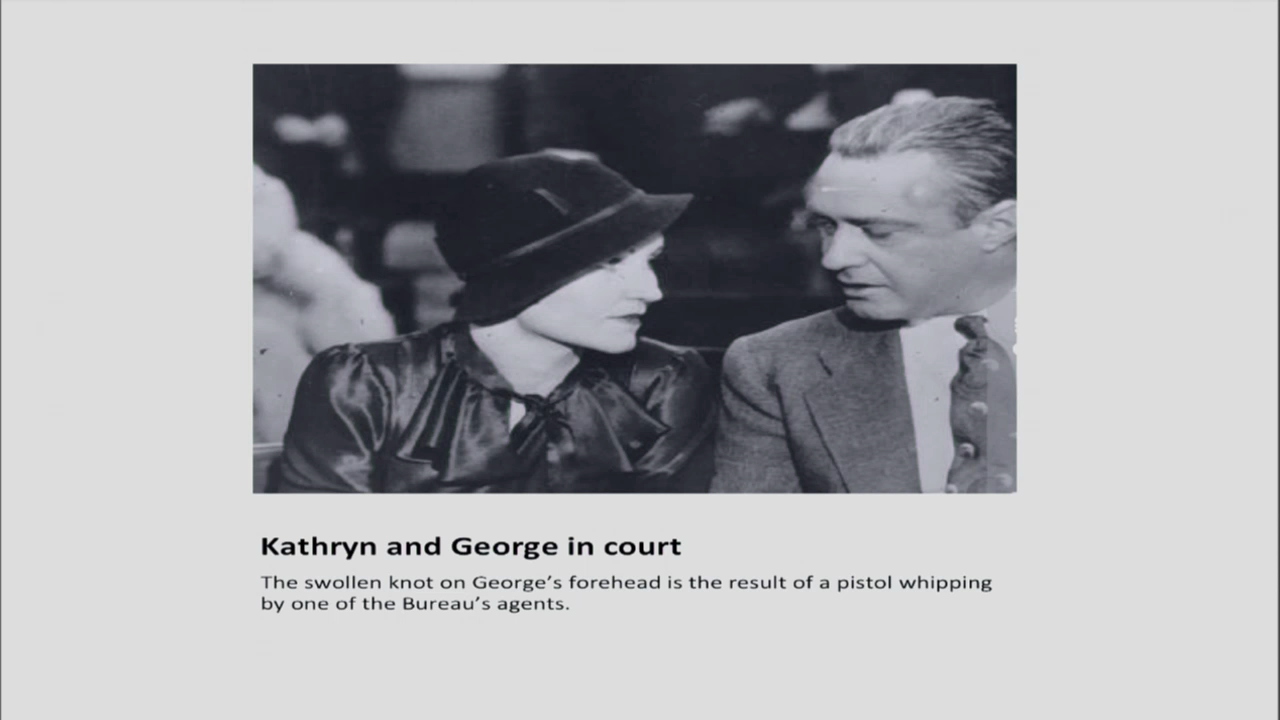 Kathryn and George in court
The swollen knot on George’s forehead is the result of a pistol whipping
by one of the Bureau’s agents.